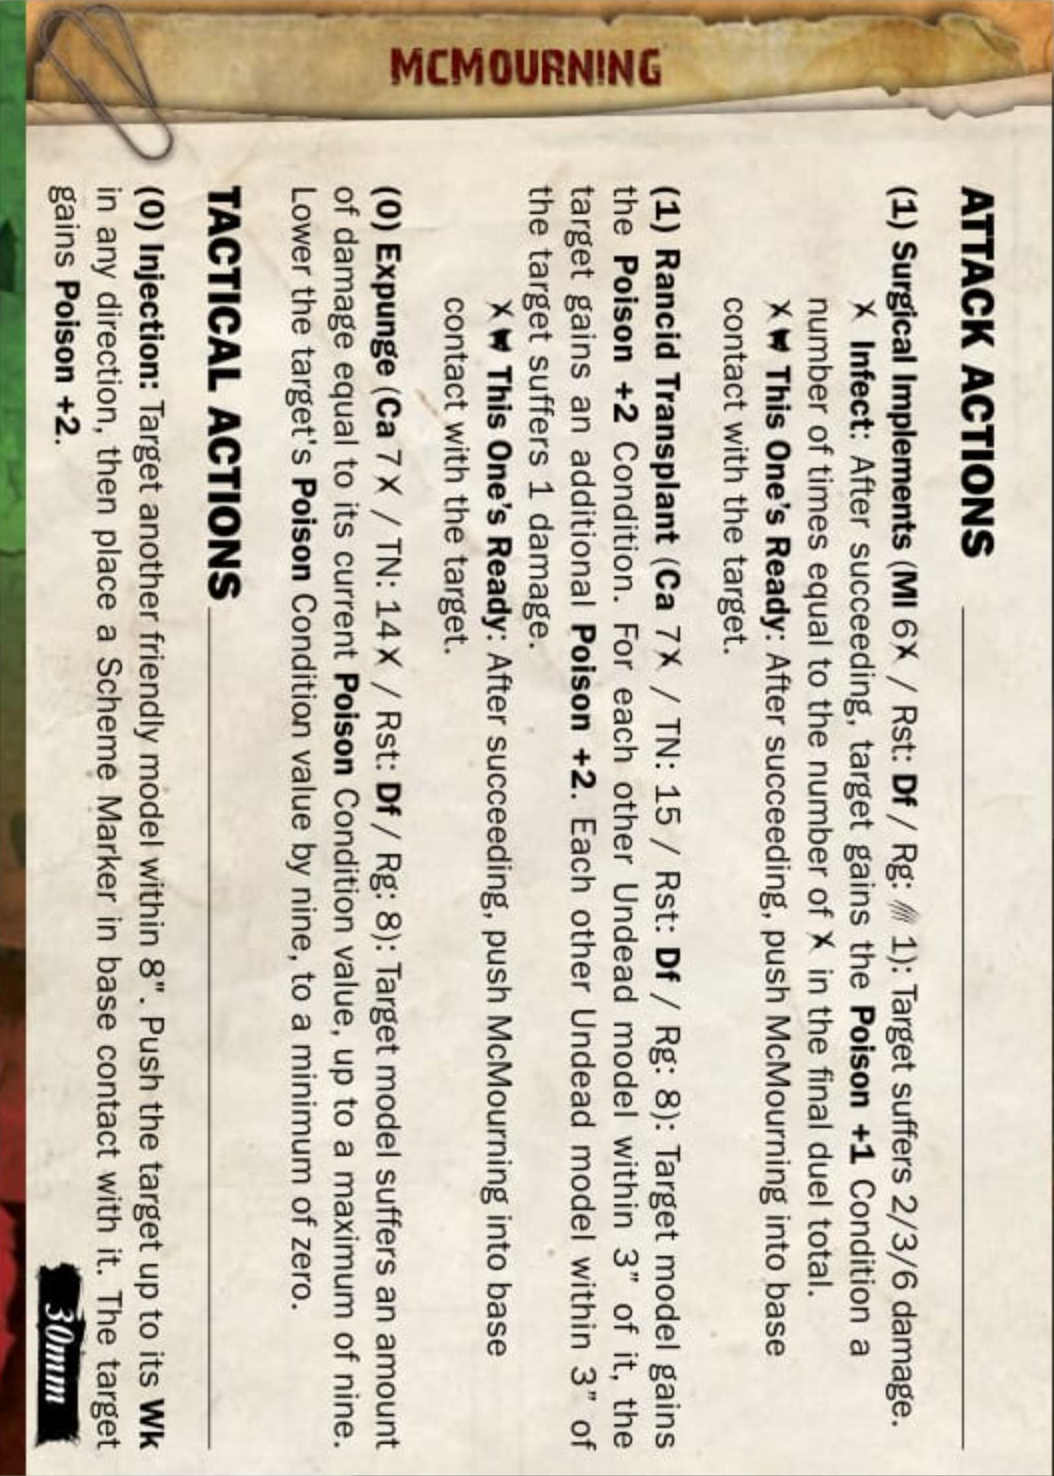 MCMOURNING
ATTACK ACTIONS
(1) Surgical Implements (Ml 6X / Rst: Df / Rg: 1): Target suffers 2/3/6 damage.
X Infect: After succeeding, target gains the Poison +1 Condition a
number of times equal to the number of X in the final duel total.
X This One's Ready: After succeeding, push McMourning into base
contact with the target.
(1) Rancid Transplant (Ca 7X / TN: 15 / Rst: Df / Rg: 8): Target model gains
the Poison +2 Condition. For each other Undead model within 3" of it, the
target gains an additional Poison +2. Each other Undead model within 3" of
the target suffers 1 damage.
X This One's Ready: After succeeding, push McMourning into base
contact with the target.
(0) Expunge (Ca 7X / TN: 14X / Rst: Df / Rg: 8): Target model suffers an amount
of damage equal to its current Poison Condition value, up to a maximum of nine.
Lower the target's Poison Condition value by nine, to a minimum of zero.
TACTICAL ACTIONS
(0) Injection: Target another friendly model within 8". Push the target up to its Wk
in any direction, then place a Scheme Marker in base contact with it. The target
gains Poison +2.
30mm